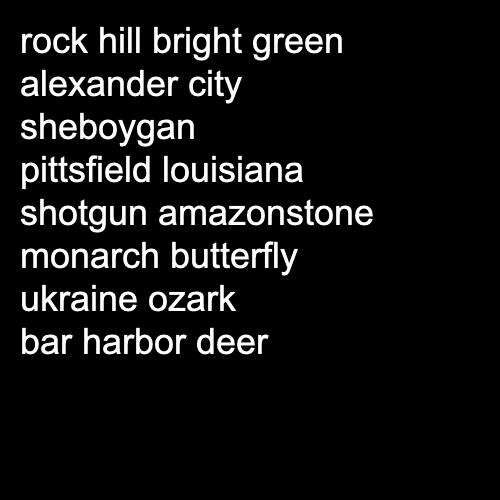 rock hill bright green
alexander city
sheboygan
pittsfield louisiana
shotgun amazonstone
monarch butterfly
ukraine ozark
bar harbor deer